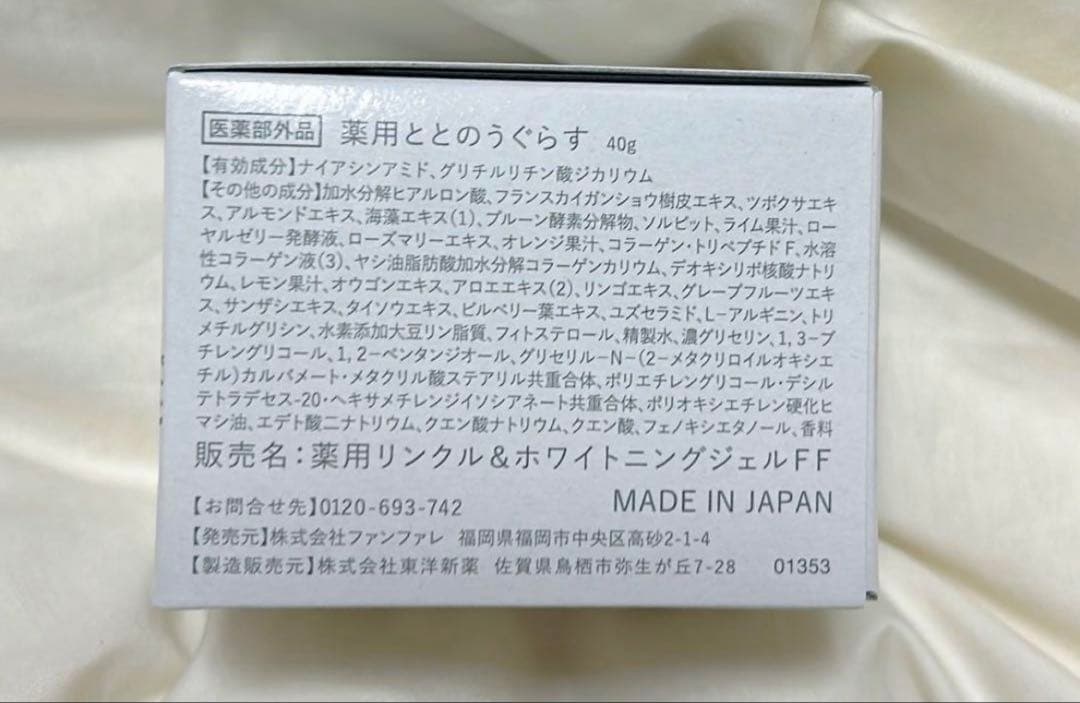 医薬部外品 薬用ととのうぐらす 40g
【有効成分】ナイアシンアミド、グリチルリチン酸ジカリウム
【その他の成分】加水分解ヒアルロン酸、フランスカイガンショウ樹皮エキス、ツボクサエキ
ス、アルモンドエキス、海藻エキス(1)、プルーン酵素分解物、ソルビット、ライム果汁、ロー
ヤルゼリー発酵液、ローズマリーエキス、オレンジ果汁、コラーゲン・トリペプチドF、水溶
性コラーゲン液(3)、ヤシ油脂肪酸加水分解コラーゲンカリウム、デオキシリボ核酸ナトリ
ウム、レモン果汁、オウゴンエキス、アロエエキス(2)、リンゴエキス、グレープフルーツエキ
ス、サンザシエキス、タイソウエキス、ビルベリー葉エキス、ユズセラミド、L-アルギニン、トリ
メチルグリシン、水素添加大豆リン脂質、フィトステロール、精製水、濃グリセリン、1,3-ブ
チレングリコール、1,2-ペンタンジオール、グリセリル-N-(2-メタクリロイルオキシエ
チル)カルバメート・メタクリル酸ステアリル共重合体、ポリエチレングリコール・デシル
テトラデセス-20・ヘキサメチレンジイソシアネート共重合体、ポリオキシエチレン硬化ヒ
マシ油、エデト酸二ナトリウム、クエン酸ナトリウム、クエン酸、フェノキシエタノール、香料
販売名：薬用リンクル＆ホワイトニングジェルFF
【お問合せ先】0120-693-742 MADE IN JAPAN
【発売元】株式会社ファンファレ 福岡県福岡市中央区高砂2-1-4
【製造販売元】株式会社東洋新薬 佐賀県鳥栖市弥生が丘7-28 01353